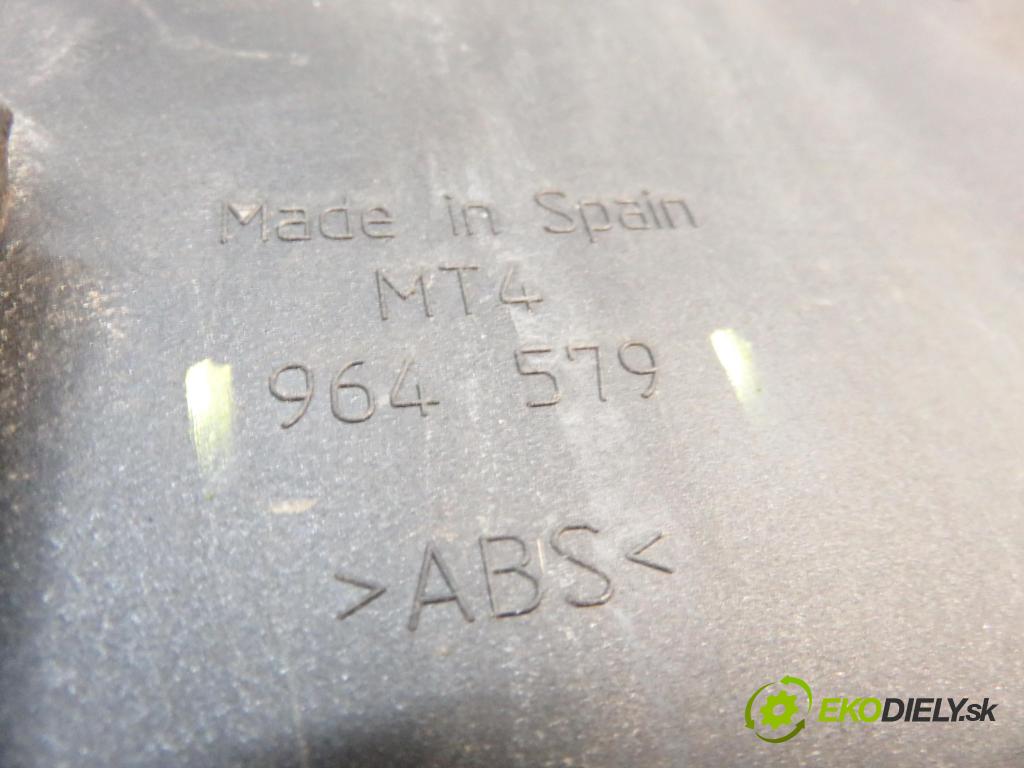 Made in Spain
MT4
964 579
>ABS<
EKODIELY.sk